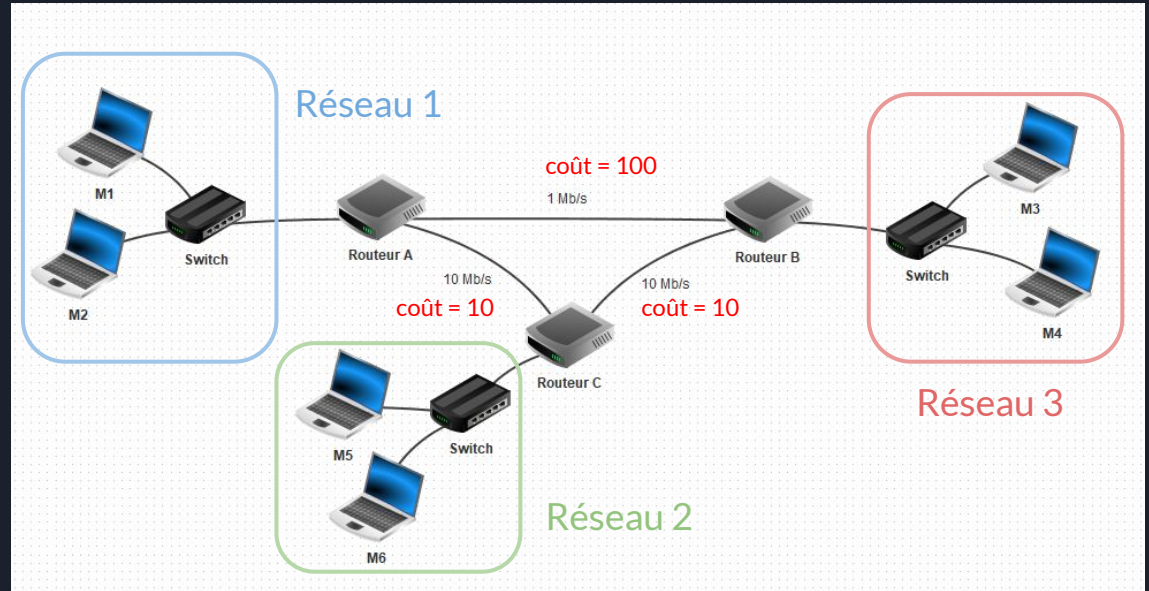 Réseau 1
M1
Switch
M2
coût = 100
1 Mb/s
Routeur A
Routeur B
10 Mb/s
coût = 10
10 Mb/s
coût = 10
Routeur C
M3
Switch
M4
Réseau 3
M5
Switch
M6
Réseau 2